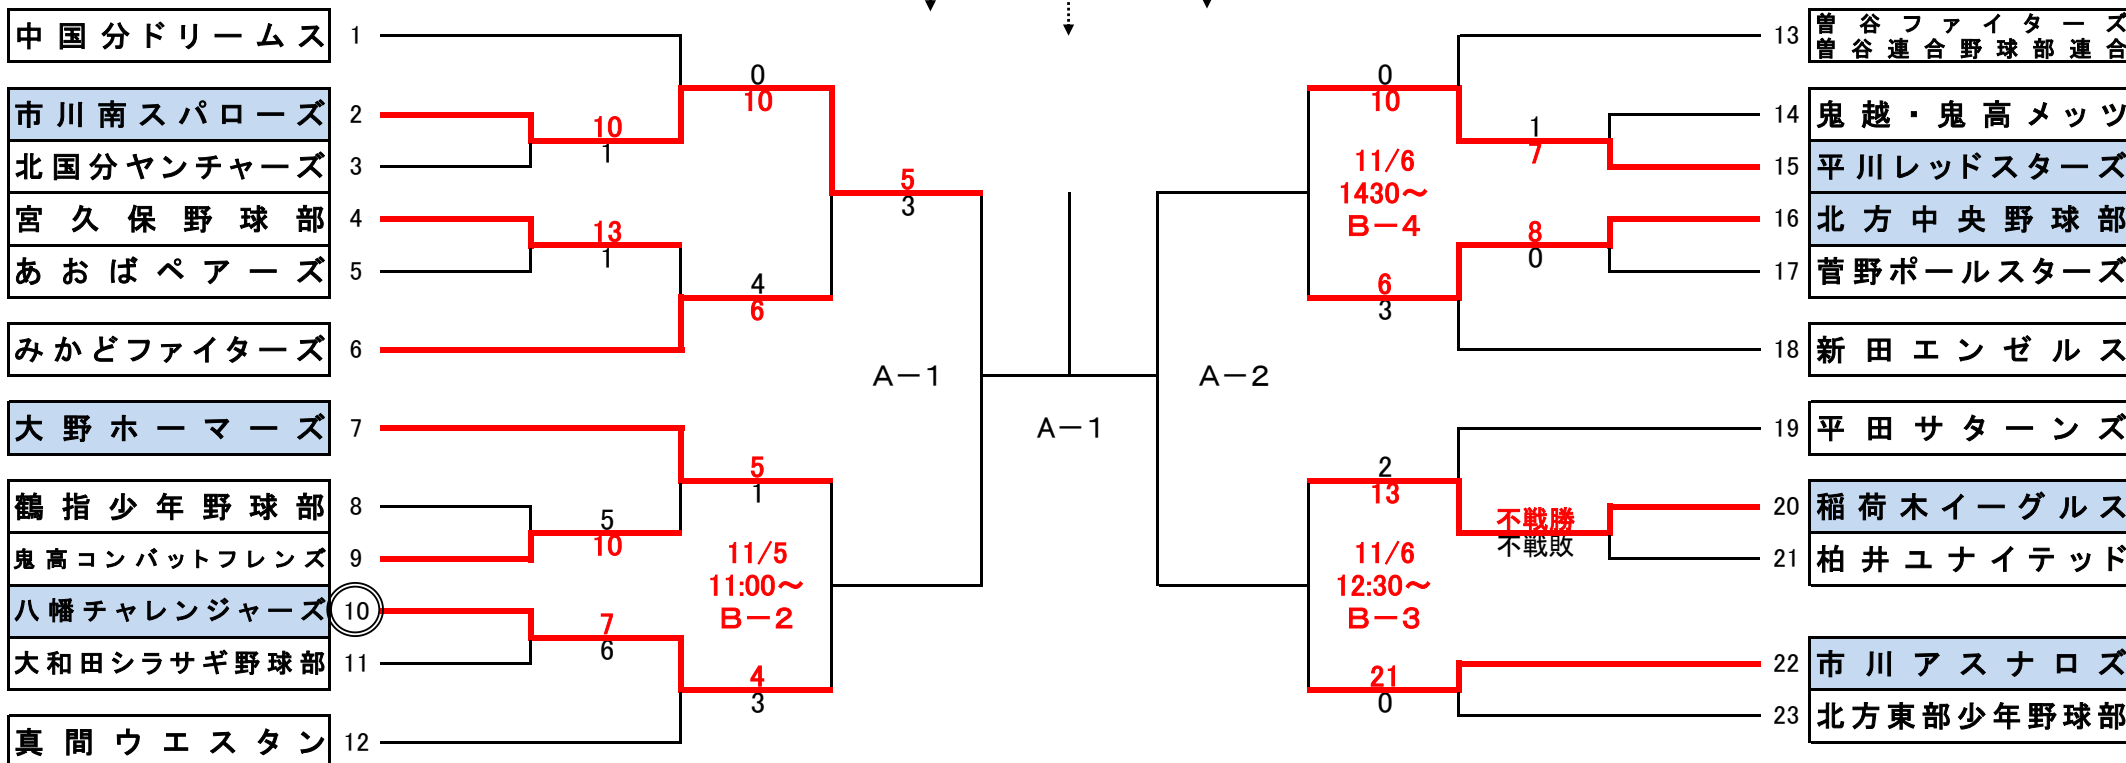 中国分ドリームス 1
市川南スパローズ 2
北国分ヤンチャーズ 3
宮久保野球部 4
あおばペアーズ 5
みかどファイターズ 6
大野ホーマーズ 7
鶴指少年野球部 8
鬼高コンバットフレンズ 9
八幡チャレンジャーズ 10
大和田シラサギ野球部 11
真間ウエスタン 12
10
1
13
1
5
10
7
6
0
10
4
6
5
1
11/5
11:00～
B－2
4
3
5
3
A－1
A－1
A－2
0
10
11/6
1430～
B－4
6
3
2
13
11/6
12:30～
B－3
21
0
1
7
8
0
不戦勝
不戦敗
13 曽谷ファイターズ
曽谷連合野球部連合
14 鬼越・鬼高メッツ
15 平川レッドスターズ
16 北方中央野球部
17 菅野ポールスターズ
18 新田エンゼルス
19 平田サターンズ
20 稲荷木イーグルス
21 柏井ユナイテッド
22 市川アスナロズ
23 北方東部少年野球部